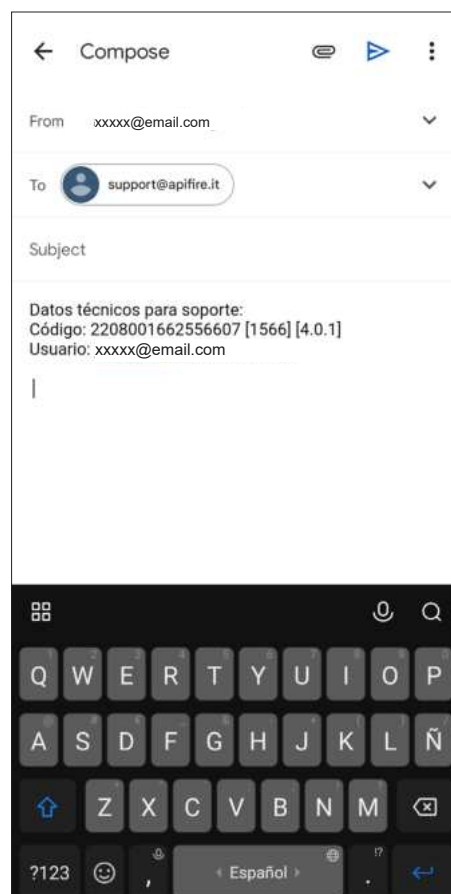 Compose
From xxxxx@email.com
To support@apifire.it
Subject
Datos técnicos para soporte:
Código: 2208001662556607 [1566] [4.0.1]
Usuario: xxxxx@email.com
Q W E R T Y U I O P
A S D F G H J K L Ñ
Z X C V B N M
?123 , Español . !?